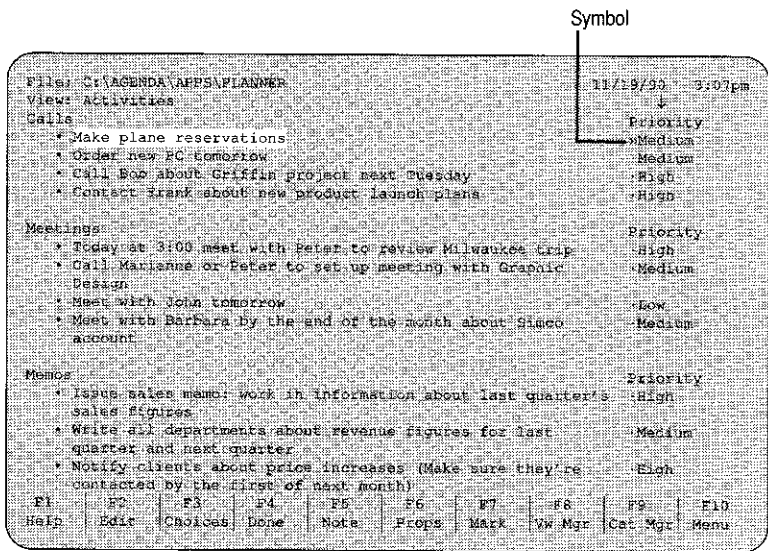 Symbol
File: C:\AGENDA\APPS\PLANNER 11/19/90 3:07pm
View: Activities ↓
Calls Priority
• Make plane reservations »Medium
• Order new PC tomorrow ·Medium
• Call Bob about Griffin project next Tuesday ·High
• Contact Frank about new product launch plans ·High
Meetings Priority
• Today at 3:00 meet with Peter to review Milwaukee trip ·High
• Call Marianne or Peter to set up meeting with Graphic ·Medium
Design
• Meet with John tomorrow ·Low
• Meet with Barbara by the end of the month about Simco ·Medium
account
Memos Priority
• Issue sales memo: work in information about last quarter's ·High
sales figures
• Write all departments about revenue figures for last ·Medium
quarter and next quarter
• Notify clients about price increases (Make sure they're ·High
contacted by the first of next month)
F1 F2 F3 F4 F5 F6 F7 F8 F9 F10
Help Edit Choices Done Note Props Mark Vw Mgr Cat Mgr Menu